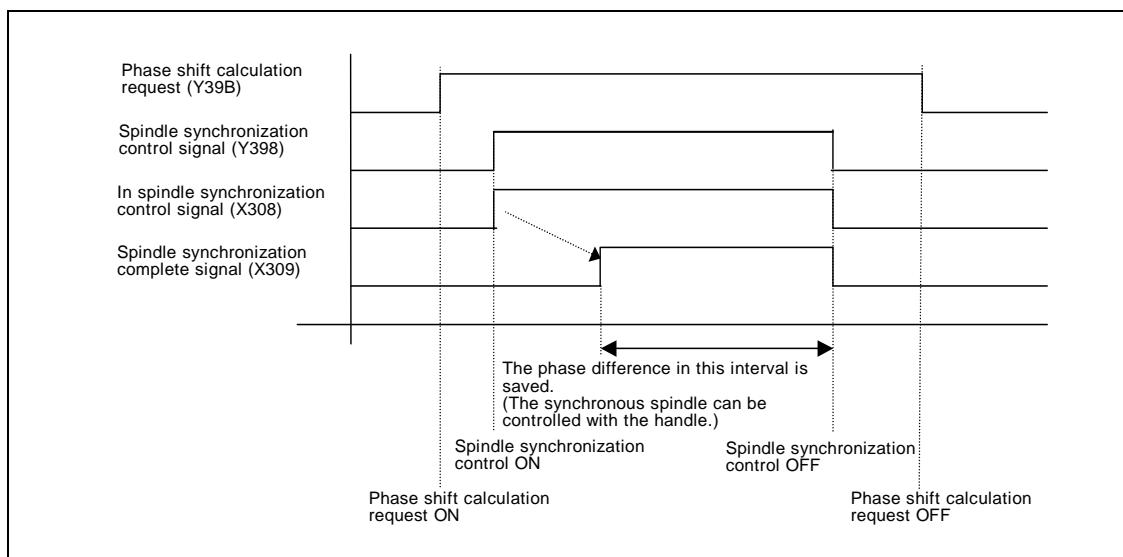 Phase shift calculation
request (Y39B)
Spindle synchronization
control signal (Y398)
In spindle synchronization
control signal (X308)
Spindle synchronization
complete signal (X309)
The phase difference in this interval is
saved.
(The synchronous spindle can be
controlled with the handle.)
Spindle synchronization
control ON
Spindle synchronization
control OFF
Phase shift calculation
request ON
Phase shift calculation
request OFF